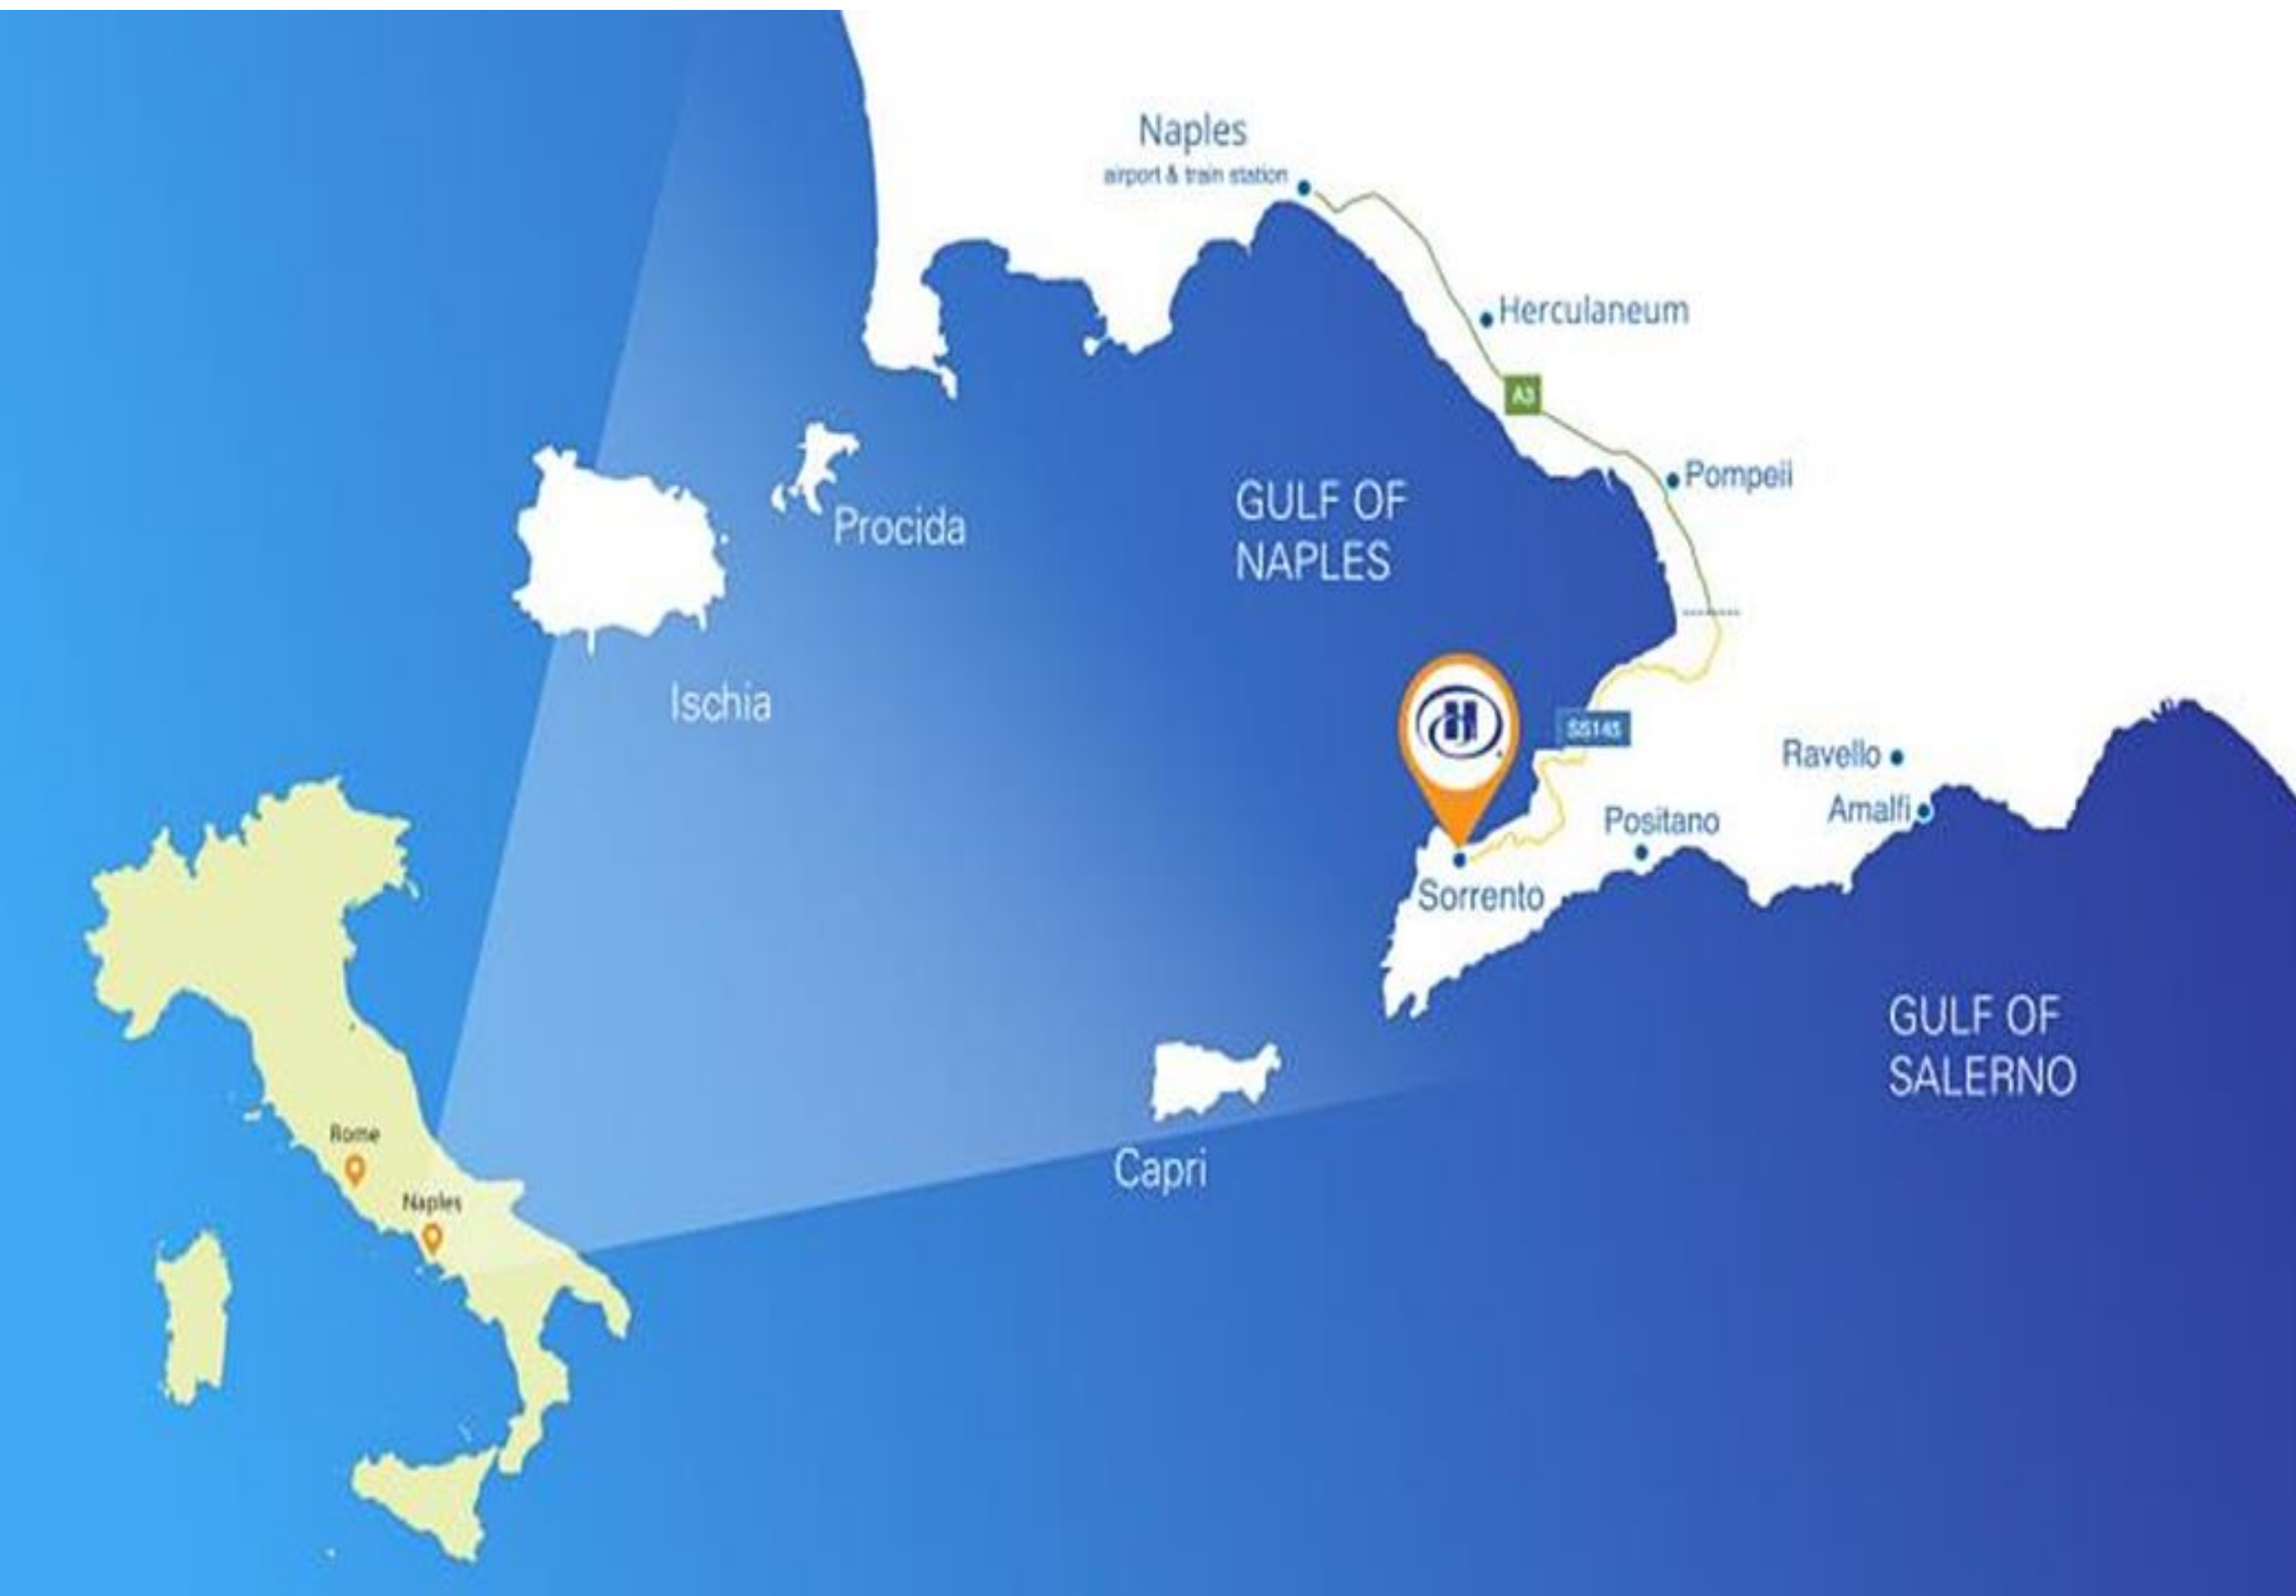 Naples
airport & train station
Herculaneum
A3
Pompeii
GULF OF
NAPLES
Procida
Ischia
SS145
Ravello
Amalfi
Positano
Sorrento
GULF OF
SALERNO
Capri
Rome
Naples